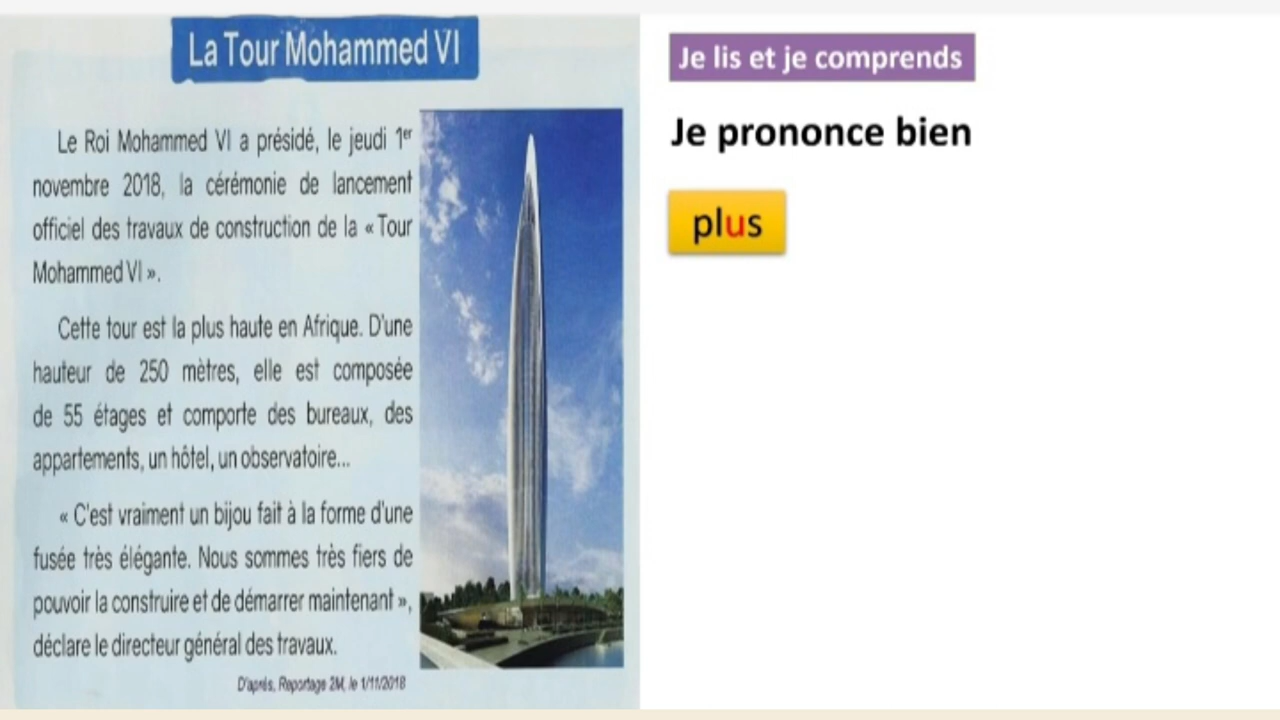 La Tour Mohammed VI
Le Roi Mohammed VI a présidé, le jeudi 1er
novembre 2018, la cérémonie de lancement
officiel des travaux de construction de la « Tour
Mohammed VI ».
Cette tour est la plus haute en Afrique. D'une
hauteur de 250 mètres, elle est composée
de 55 étages et comporte des bureaux, des
appartements, un hôtel, un observatoire...
« C'est vraiment un bijou fait à la forme d'une
fusée très élégante. Nous sommes très fiers de
pouvoir la construire et de démarrer maintenant »,
déclare le directeur général des travaux.
D'après, Reportage 2M, le 1/11/2018
Je lis et je comprends
Je prononce bien
plus